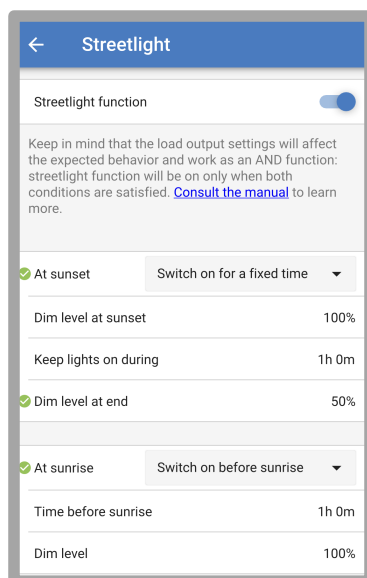 Streetlight
Streetlight function
Keep in mind that the load output settings will affect
the expected behavior and work as an AND function:
streetlight function will be on only when both
conditions are satisfied. Consult the manual to learn
more.
At sunset Switch on for a fixed time
Dim level at sunset 100%
Keep lights on during 1h 0m
Dim level at end 50%
At sunrise Switch on before sunrise
Time before sunrise 1h 0m
Dim level 100%